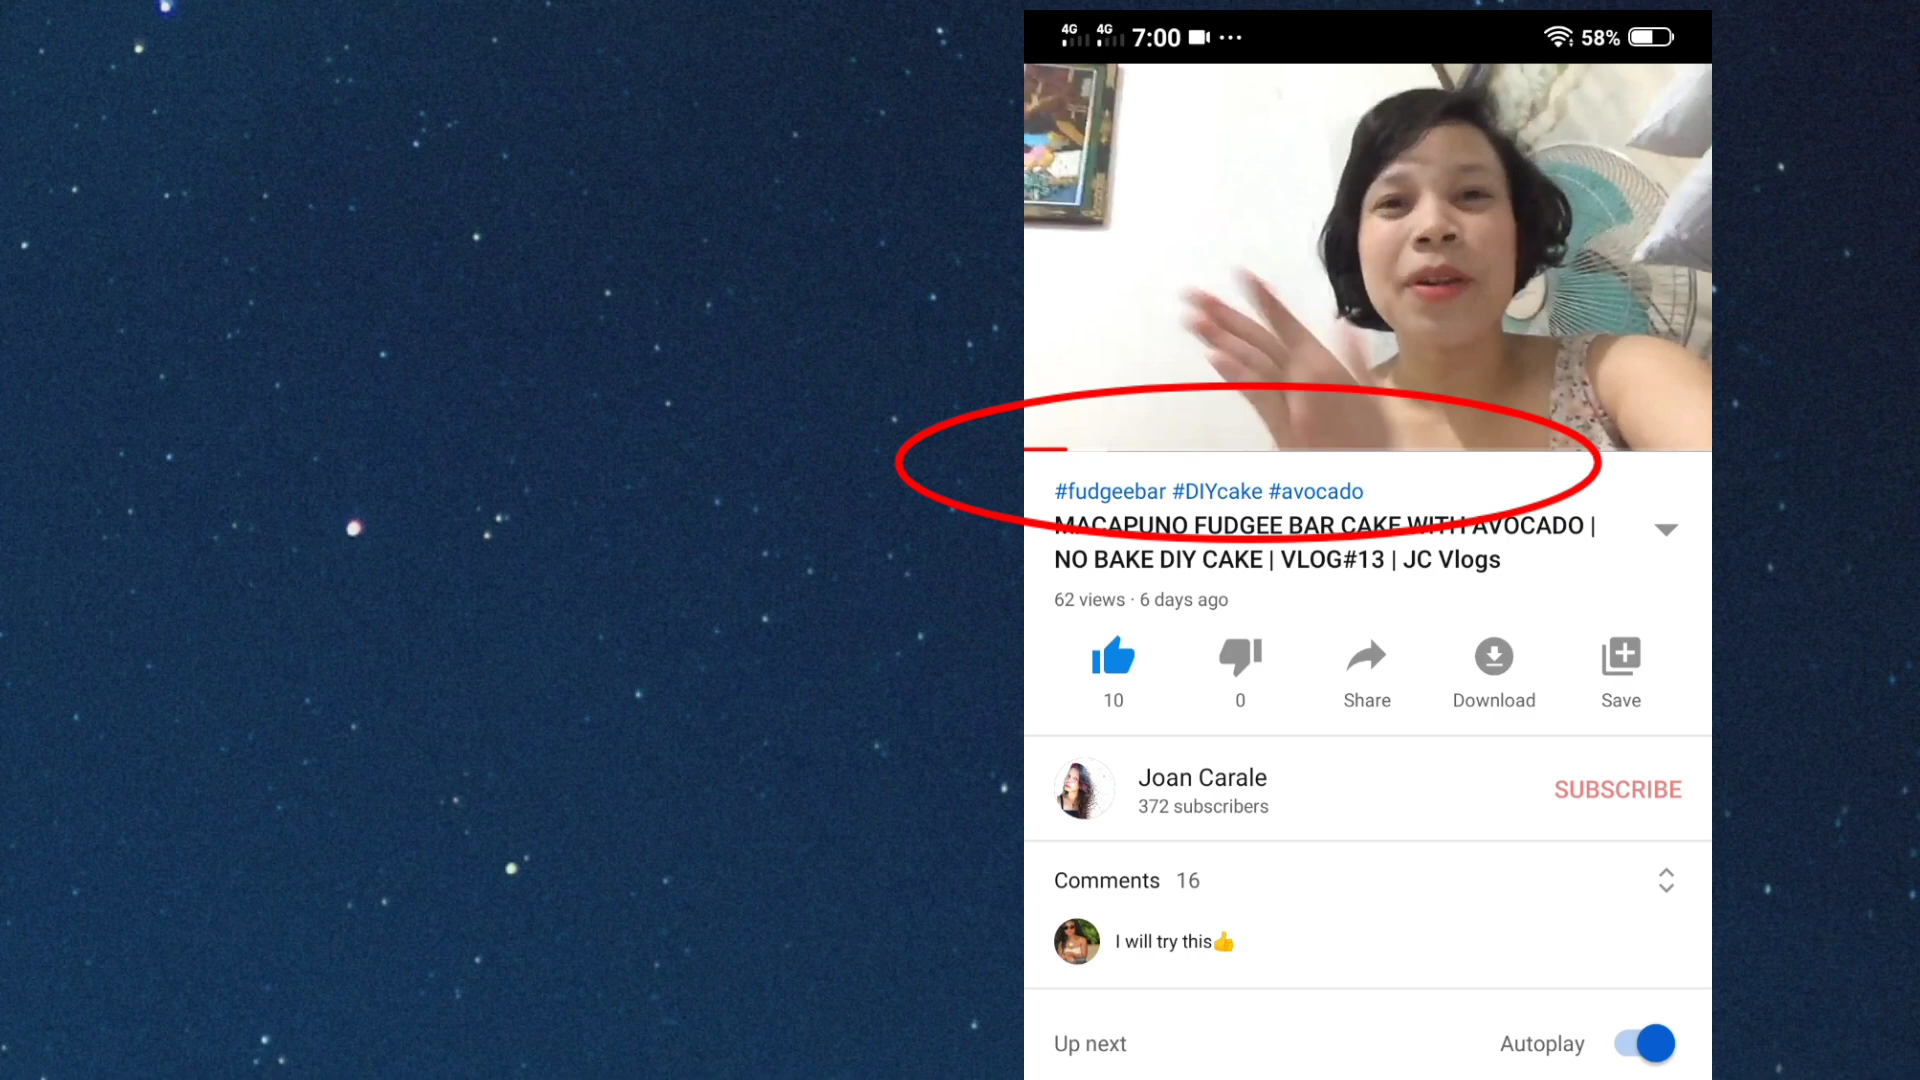 4G 4G 7:00 58%
#fudgeebar #DIYcake #avocado
MACAPUNO FUDGEE BAR CAKE WITH AVOCADO |
NO BAKE DIY CAKE | VLOG#13 | JC Vlogs
62 views · 6 days ago
10 0 Share Download Save
Joan Carale
372 subscribers
SUBSCRIBE
Comments 16
I will try this👍
Up next Autoplay